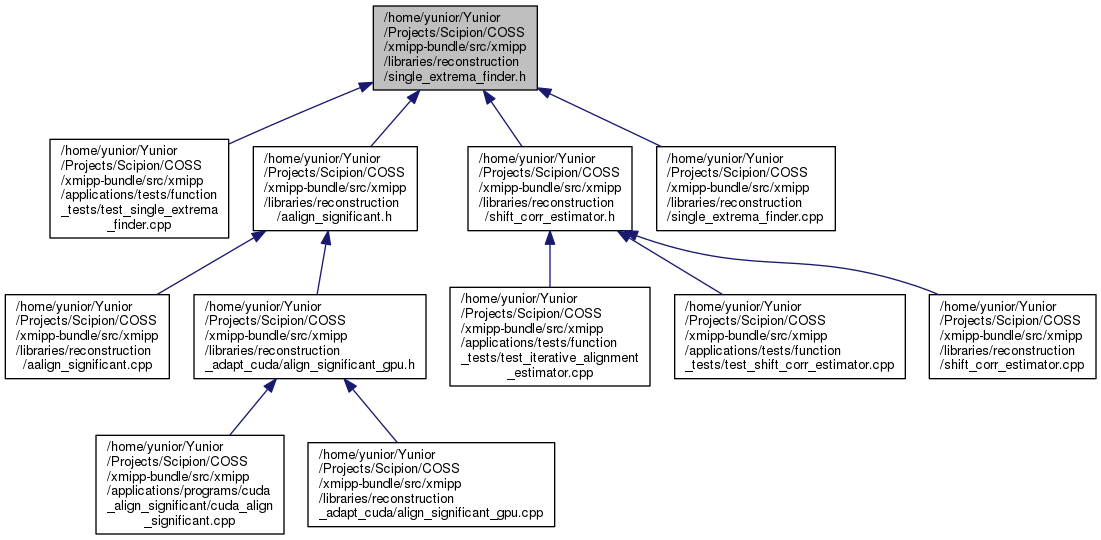 /home/yunior/Yunior
/Projects/Scipion/COSS
/xmipp-bundle/src/xmipp
/libraries/reconstruction
/single_extrema_finder.h
/home/yunior/Yunior
/Projects/Scipion/COSS
/xmipp-bundle/src/xmipp
/applications/tests/function
_tests/test_single_extrema
_finder.cpp
/home/yunior/Yunior
/Projects/Scipion/COSS
/xmipp-bundle/src/xmipp
/libraries/reconstruction
/aalign_significant.h
/home/yunior/Yunior
/Projects/Scipion/COSS
/xmipp-bundle/src/xmipp
/libraries/reconstruction
/shift_corr_estimator.h
/home/yunior/Yunior
/Projects/Scipion/COSS
/xmipp-bundle/src/xmipp
/libraries/reconstruction
/single_extrema_finder.cpp
/home/yunior/Yunior
/Projects/Scipion/COSS
/xmipp-bundle/src/xmipp
/libraries/reconstruction
/aalign_significant.cpp
/home/yunior/Yunior
/Projects/Scipion/COSS
/xmipp-bundle/src/xmipp
/libraries/reconstruction
_adapt_cuda/align_significant_gpu.h
/home/yunior/Yunior
/Projects/Scipion/COSS
/xmipp-bundle/src/xmipp
/applications/tests/function
_tests/test_iterative_alignment
_estimator.cpp
/home/yunior/Yunior
/Projects/Scipion/COSS
/xmipp-bundle/src/xmipp
/applications/tests/function
_tests/test_shift_corr_estimator.cpp
/home/yunior/Yunior
/Projects/Scipion/COSS
/xmipp-bundle/src/xmipp
/libraries/reconstruction
/shift_corr_estimator.cpp
/home/yunior/Yunior
/Projects/Scipion/COSS
/xmipp-bundle/src/xmipp
/applications/programs/cuda
_align_significant/cuda_align
_significant.cpp
/home/yunior/Yunior
/Projects/Scipion/COSS
/xmipp-bundle/src/xmipp
/libraries/reconstruction
_adapt_cuda/align_significant_gpu.cpp